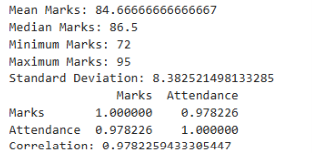 Mean Marks: 84.66666666666667
Median Marks: 86.5
Minimum Marks: 72
Maximum Marks: 95
Standard Deviation: 8.382521498133285
Marks Attendance
Marks 1.000000 0.978226
Attendance 0.978226 1.000000
Correlation: 0.9782259433305447